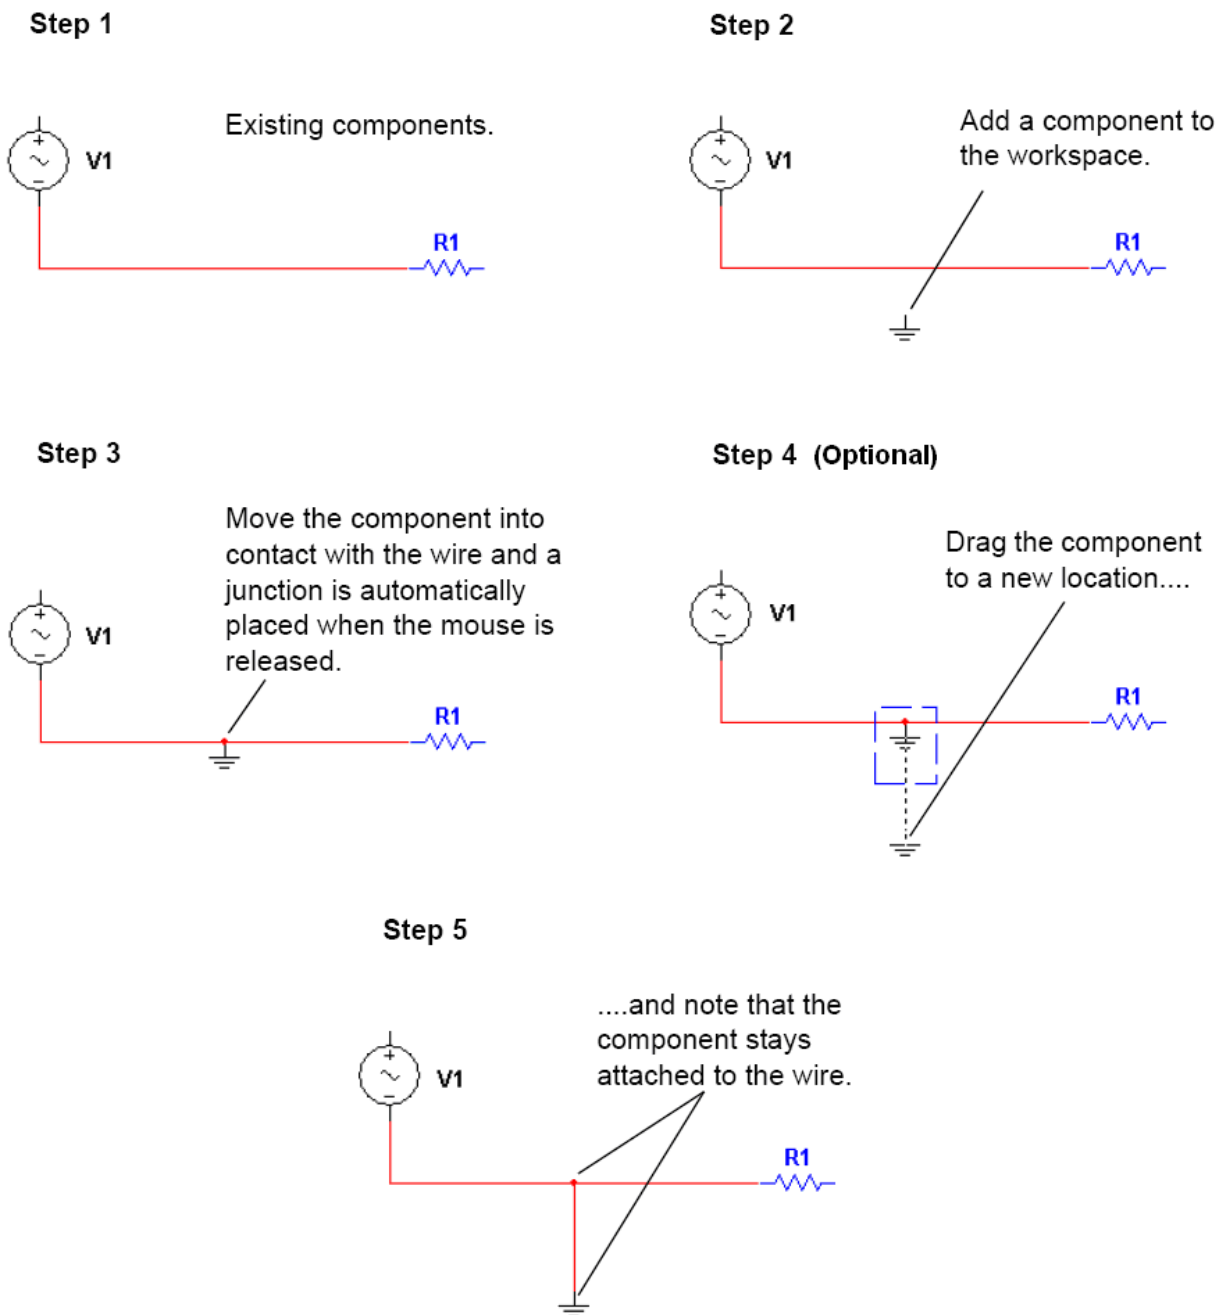 Step 1
Existing components.
+
V1
−
R1
Step 2
Add a component to
the workspace.
+
V1
−
R1
Step 3
Move the component into
contact with the wire and a
junction is automatically
placed when the mouse is
released.
+
V1
−
R1
Step 4 (Optional)
Drag the component
to a new location....
+
V1
−
R1
Step 5
....and note that the
component stays
attached to the wire.
+
V1
−
R1